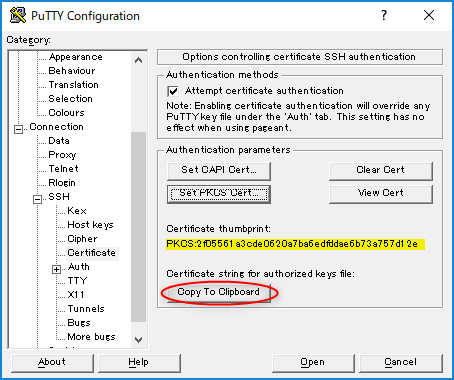 PuTTY Configuration
?
Category:
Appearance
Behaviour
Translation
Selection
Colours
Connection
Data
Proxy
Telnet
Rlogin
SSH
Kex
Host keys
Cipher
Certificate
Auth
TTY
X11
Tunnels
Bugs
More bugs
Options controlling certificate SSH authentication
Authentication methods
Attempt certificate authentication
Note: Enabling certificate authentication will override any
PuTTY key file under the 'Auth' tab. This setting has no
effect when using pageant.
Authentication parameters
Set CAPI Cert... Clear Cert
Set PKCS Cert... View Cert
Certificate thumbprint:
PKCS:2f05561a3cde0620a7ba6edfddae6b73a757d12e
Certificate string for authorized keys file:
Copy To Clipboard
About Help Open Cancel